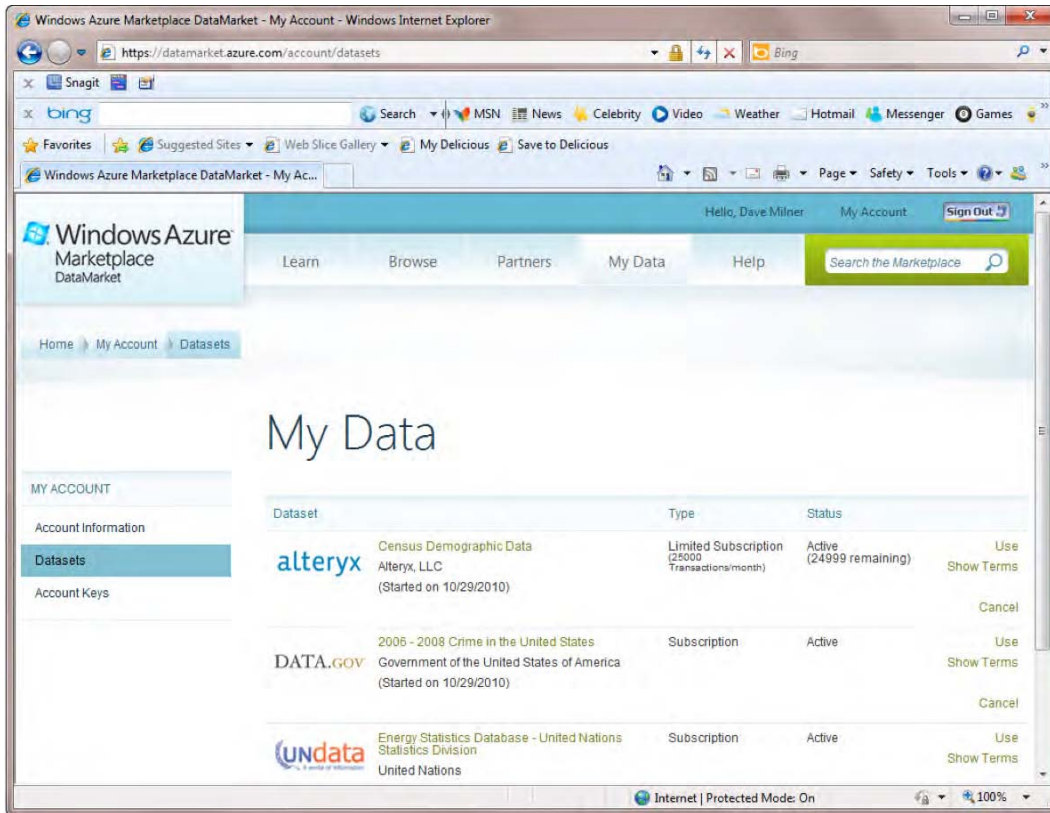 Windows Azure Marketplace DataMarket - My Account - Windows Internet Explorer
https://datamarket.azure.com/account/datasets
Bing
x Snagit
x bing Search MSN News Celebrity Video Weather Hotmail Messenger Games
Favorites Suggested Sites Web Slice Gallery My Delicious Save to Delicious
Windows Azure Marketplace DataMarket - My Ac...
Page Safety Tools
Hello, Dave Milner My Account Sign Out
Windows Azure
Marketplace
DataMarket
Learn Browse Partners My Data Help
Search the Marketplace
Home My Account Datasets
My Data
MY ACCOUNT
Account Information
Datasets
Account Keys
Dataset Type Status
alteryx
Census Demographic Data
Alteryx, LLC
(Started on 10/29/2010)
Limited Subscription
(25000
Transactions/month)
Active
(24999 remaining)
Use
Show Terms
Cancel
DATA.GOV
2006 - 2008 Crime in the United States
Government of the United States of America
(Started on 10/29/2010)
Subscription
Active
Use
Show Terms
Cancel
UNdata
A world of information
Energy Statistics Database - United Nations
Statistics Division
United Nations
Subscription
Active
Use
Show Terms
Internet | Protected Mode: On
100%